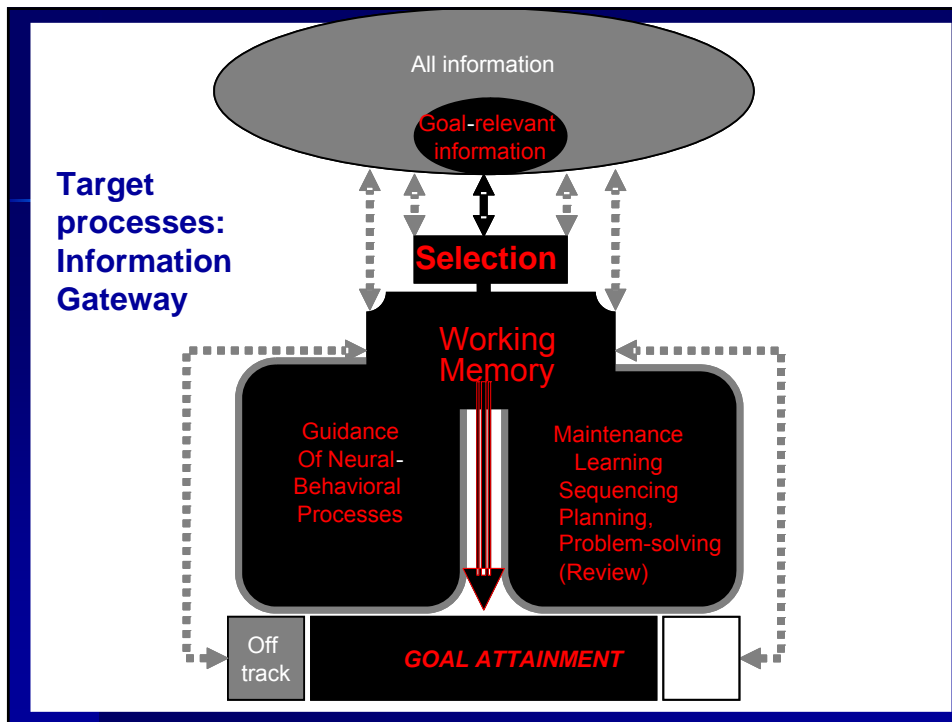 All information
Goal-relevant
information
Target
processes:
Information
Gateway
Selection
Working
Memory
Guidance
Of Neural-
Behavioral
Processes
Maintenance
Learning
Sequencing
Planning,
Problem-solving
(Review)
Off
track
GOAL ATTAINMENT